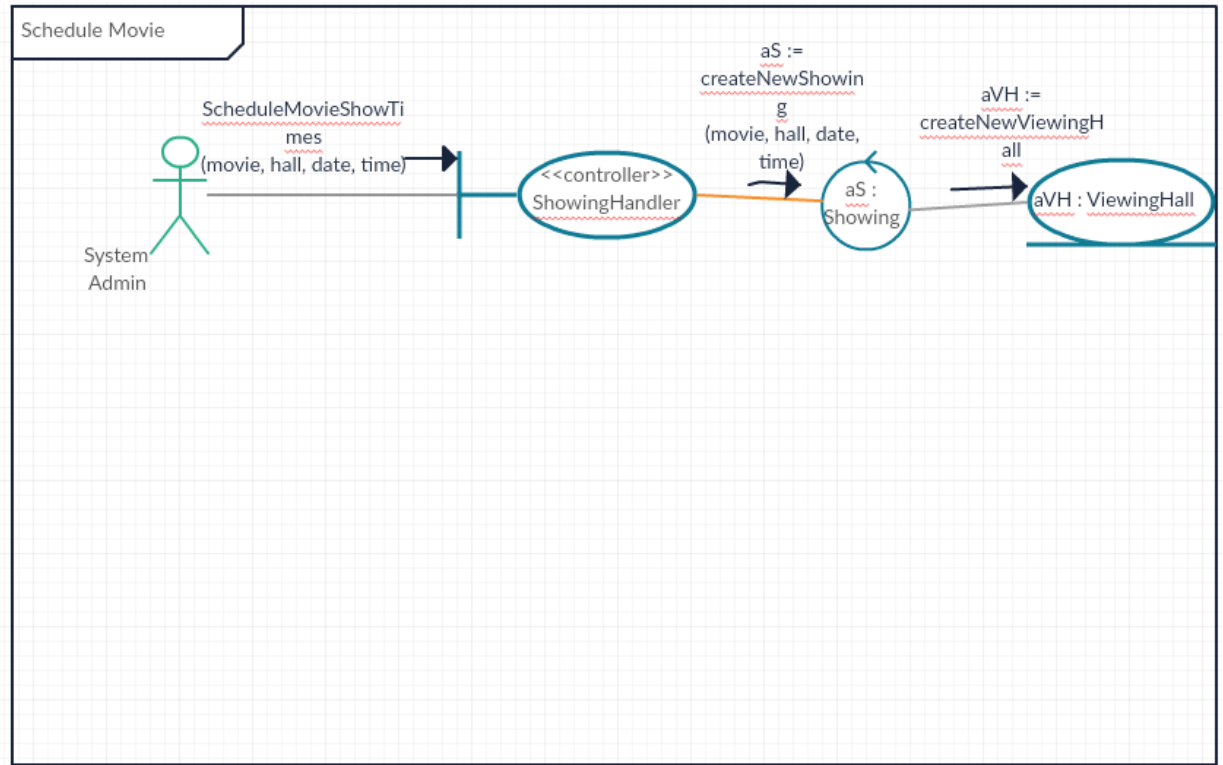 Schedule Movie
ScheduleMovieShowTi
mes
(movie, hall, date, time)
System
Admin
<<controller>>
ShowingHandler
aS :=
createNewShowin
g
(movie, hall, date,
time)
aS :
Showing
aVH :=
createNewViewingH
all
aVH : ViewingHall